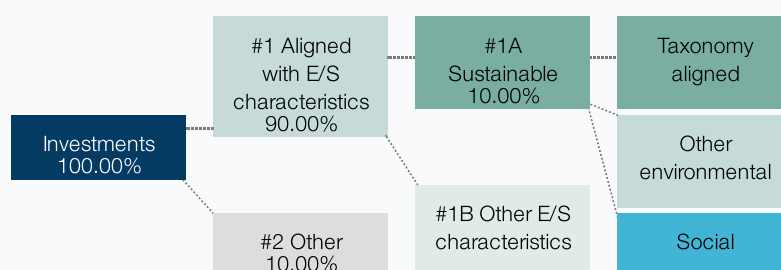 #1 Aligned
with E/S
characteristics
90.00%
#1A
Sustainable
10.00%
Taxonomy
aligned
Investments
100.00%
Other
environmental
#1B Other E/S
characteristics
#2 Other
10.00%
Social